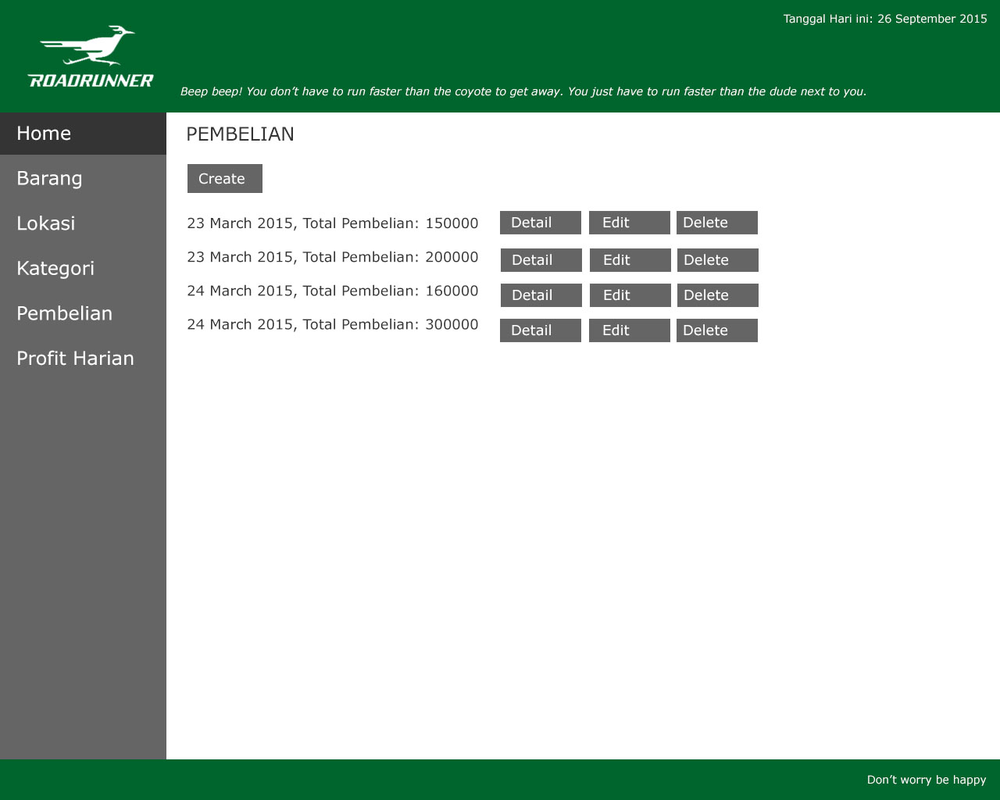 Tanggal Hari ini: 26 September 2015
ROADRUNNER
Beep beep! You don’t have to run faster than the coyote to get away. You just have to run faster than the dude next to you.
Home
Barang
Lokasi
Kategori
Pembelian
Profit Harian
PEMBELIAN
Create
23 March 2015, Total Pembelian: 150000 Detail Edit Delete
23 March 2015, Total Pembelian: 200000 Detail Edit Delete
24 March 2015, Total Pembelian: 160000 Detail Edit Delete
24 March 2015, Total Pembelian: 300000 Detail Edit Delete
Don’t worry be happy